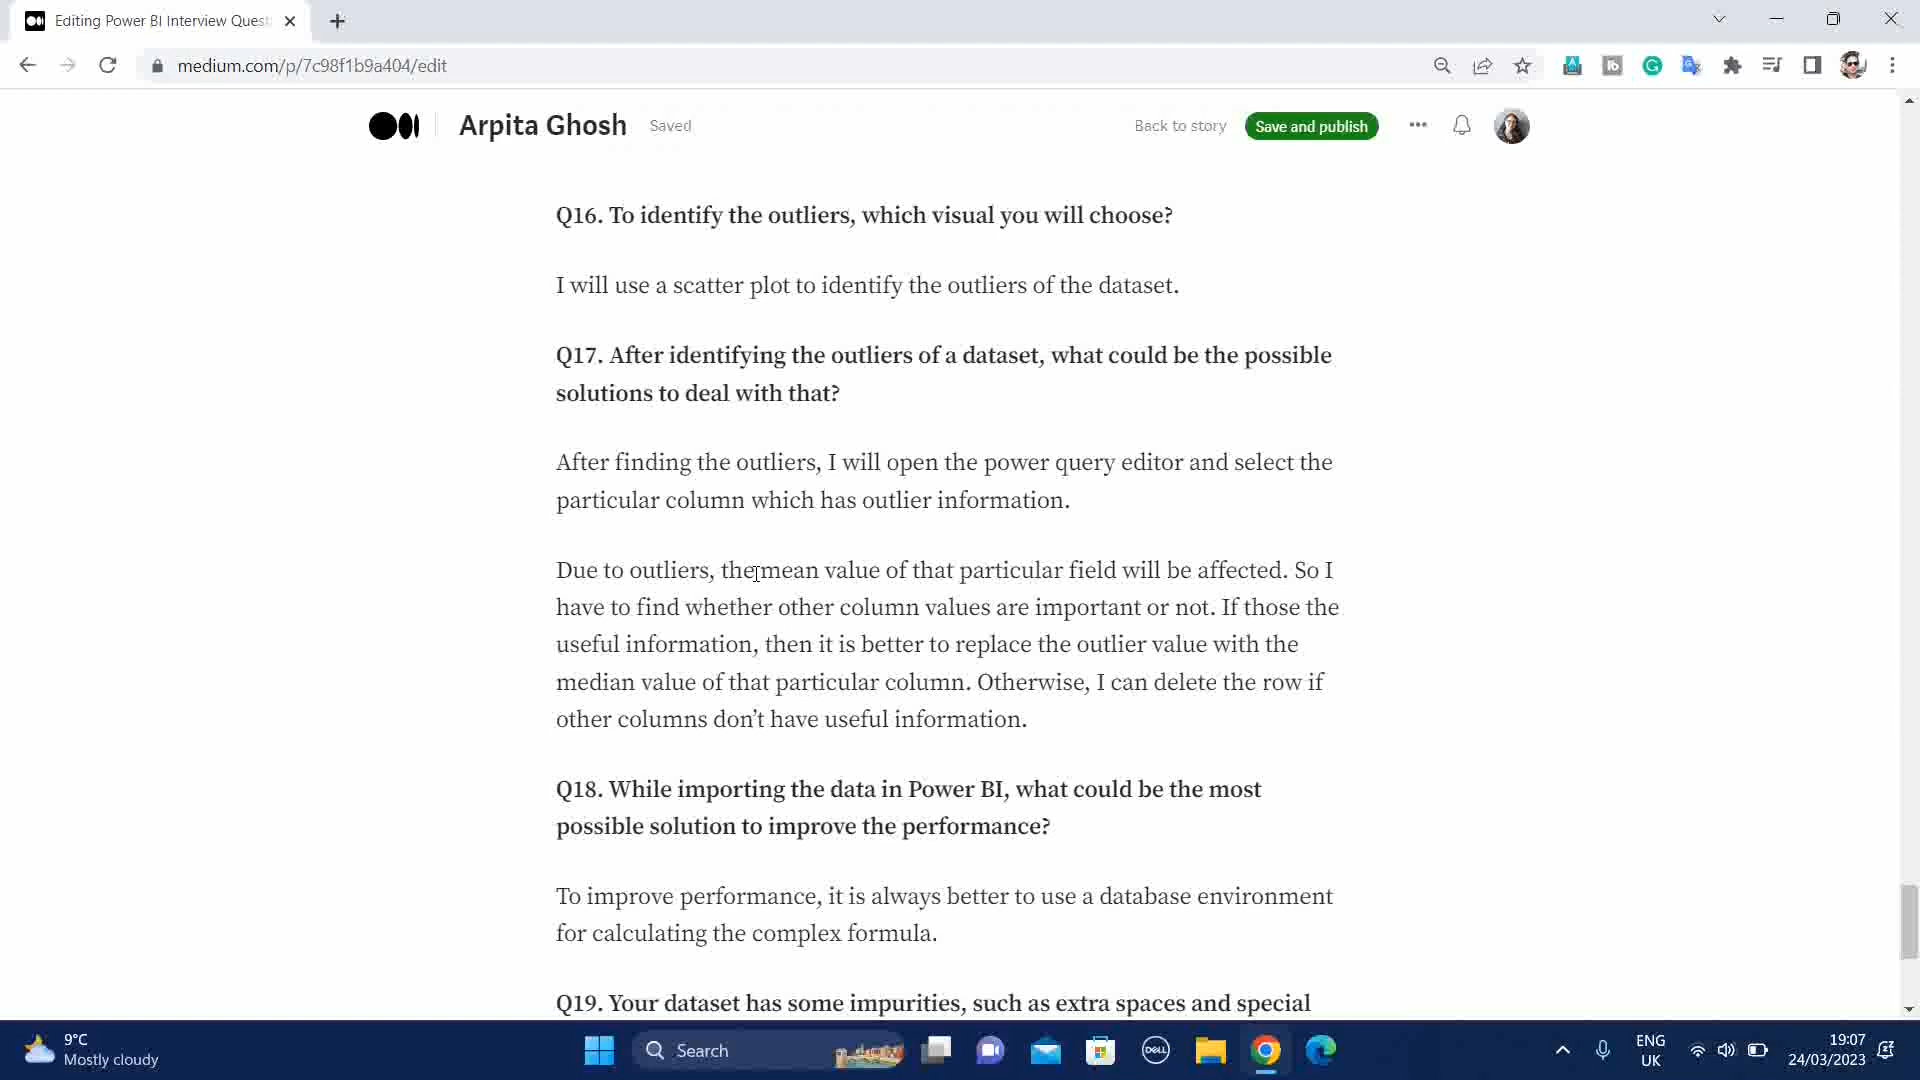 Editing Power BI Interview Quest
medium.com/p/7c98f1b9a404/edit
Arpita Ghosh
Saved
Back to story
Save and publish
Q16. To identify the outliers, which visual you will choose?
I will use a scatter plot to identify the outliers of the dataset.
Q17. After identifying the outliers of a dataset, what could be the possible
solutions to deal with that?
After finding the outliers, I will open the power query editor and select the
particular column which has outlier information.
Due to outliers, the mean value of that particular field will be affected. So I
have to find whether other column values are important or not. If those the
useful information, then it is better to replace the outlier value with the
median value of that particular column. Otherwise, I can delete the row if
other columns don't have useful information.
Q18. While importing the data in Power BI, what could be the most
possible solution to improve the performance?
To improve performance, it is always better to use a database environment
for calculating the complex formula.
Q19. Your dataset has some impurities, such as extra spaces and special
9°C
Mostly cloudy
Search
DELL
ENG
UK
19:07
24/03/2023